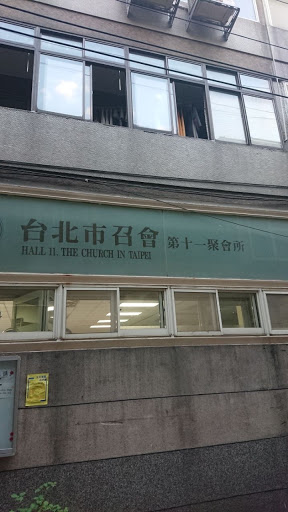 台北市召會 第十一聚會所
HALL 11, THE CHURCH IN TAIPEI